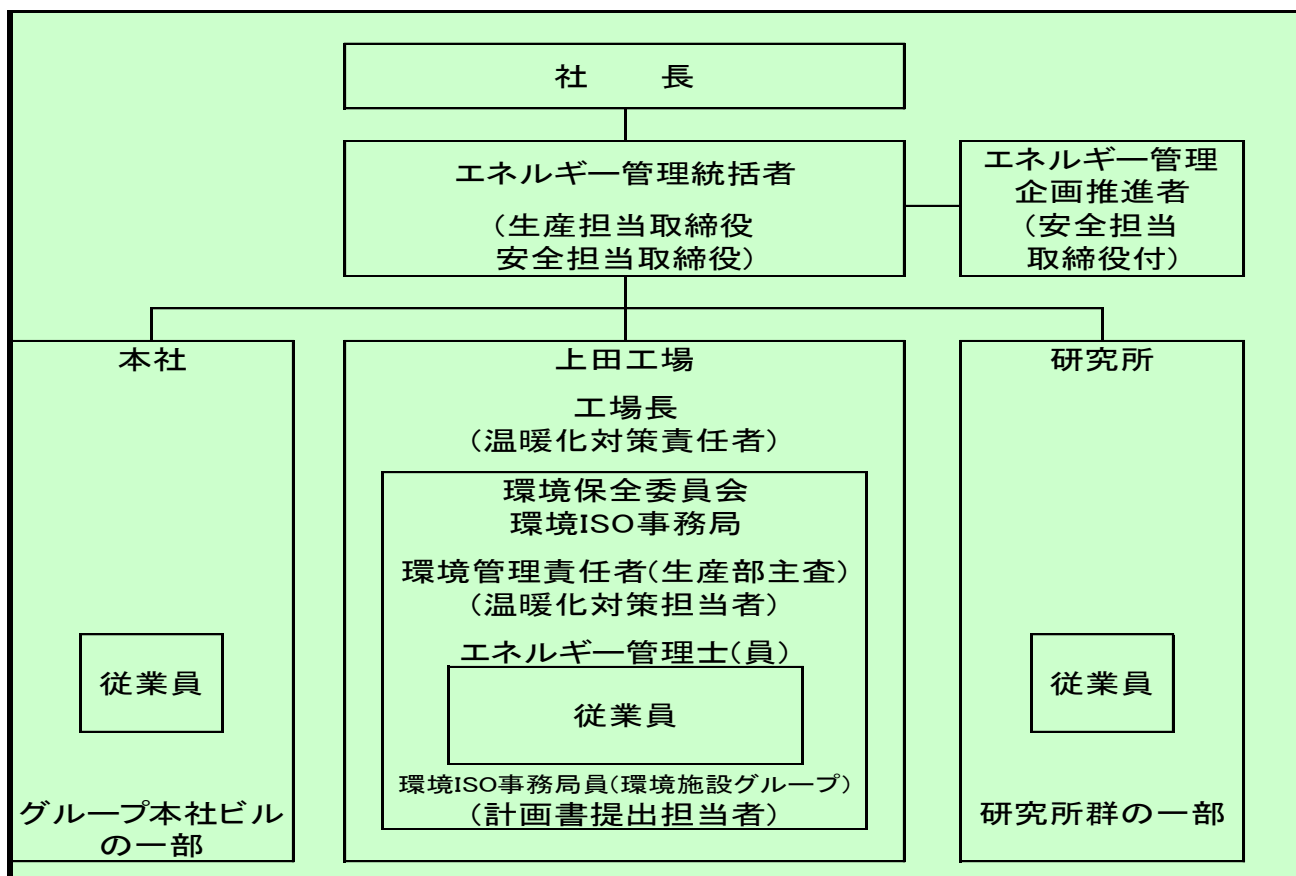 社　　長
エネルギー管理統括者
(生産担当取締役
安全担当取締役)
エネルギー管理
企画推進者
(安全担当
取締役付)
本社
従業員
グループ本社ビル
の一部
上田工場
工場長
(温暖化対策責任者)
環境保全委員会
環境ISO事務局
環境管理責任者(生産部主査)
(温暖化対策担当者)
エネルギー管理士(員)
従業員
環境ISO事務局員(環境施設グループ)
(計画書提出担当者)
研究所
従業員
研究所群の一部